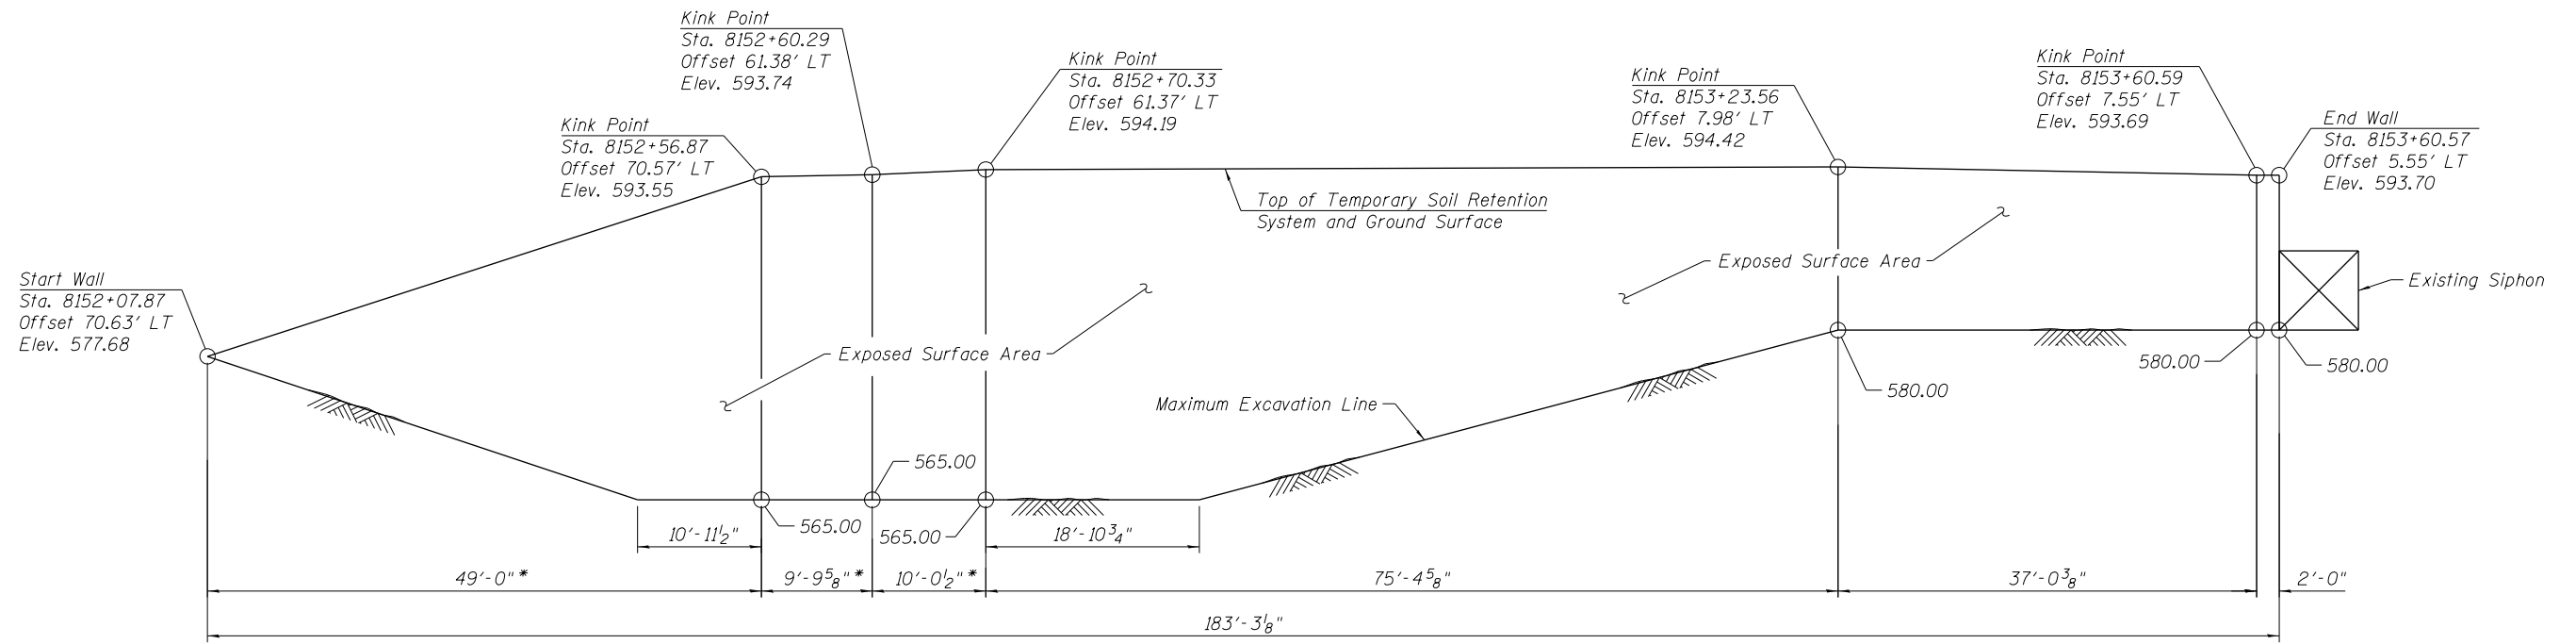 Kink Point
Sta. 8152+60.29
Offset 61.38' LT
Elev. 593.74
Kink Point
Sta. 8152+70.33
Offset 61.37' LT
Elev. 594.19
Kink Point
Sta. 8153+23.56
Offset 7.98' LT
Elev. 594.42
Kink Point
Sta. 8153+60.59
Offset 7.55' LT
Elev. 593.69
Kink Point
Sta. 8152+56.87
Offset 70.57' LT
Elev. 593.55
End Wall
Sta. 8153+60.57
Offset 5.55' LT
Elev. 593.70
Top of Temporary Soil Retention
System and Ground Surface
Start Wall
Sta. 8152+07.87
Offset 70.63' LT
Elev. 577.68
Exposed Surface Area
Existing Siphon
Exposed Surface Area
580.00
580.00
580.00
Maximum Excavation Line
565.00
565.00
565.00
10'-11½"
18'-10¾"
49'-0"*
9'-9⅝"*
10'-0½"*
75'-4⅝"
37'-0⅜"
2'-0"
183'-3⅛"